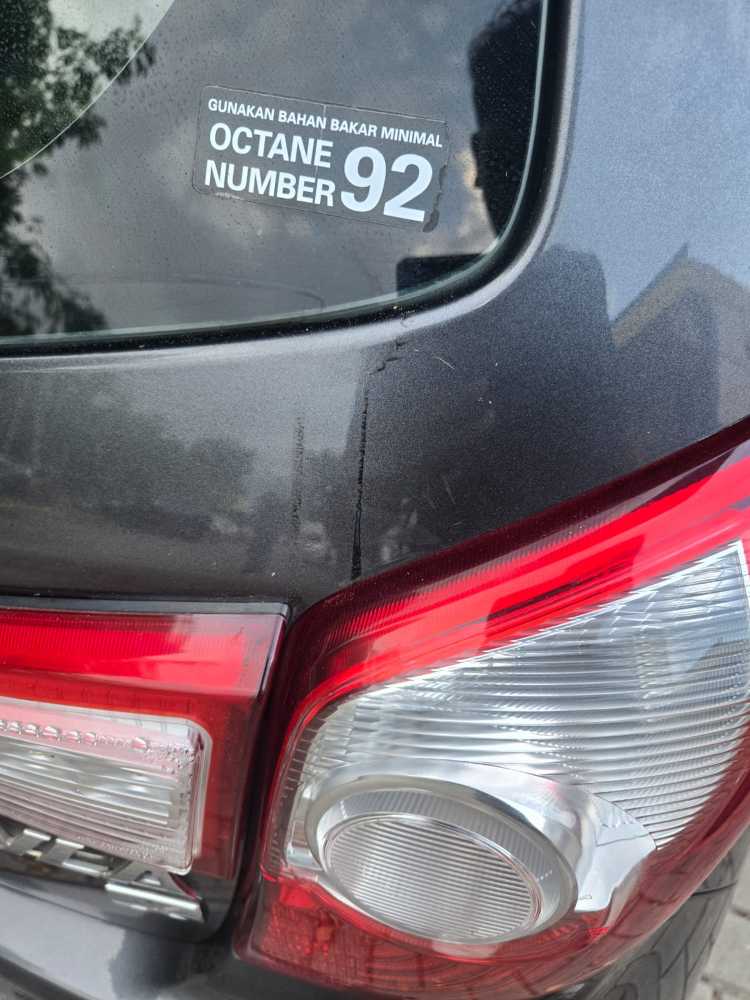 GUNAKAN BAHAN BAKAR MINIMAL
OCTANE
NUMBER 92